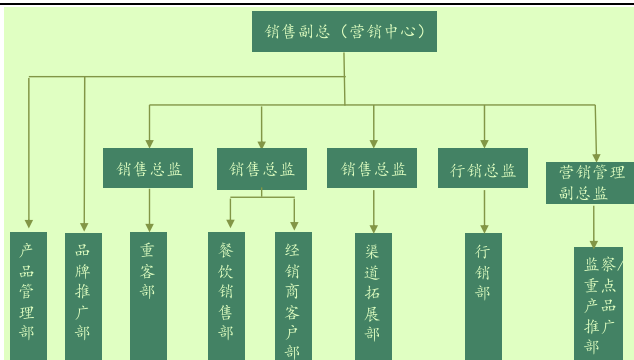 销售副总（营销中心）
销售总监
销售总监
销售总监
行销总监
营销管理
副总监
产品管理部
品牌推广部
重客部
餐饮销售部
经销商客户部
渠道拓展部
行销部
监察/
重点
产品
推广
部